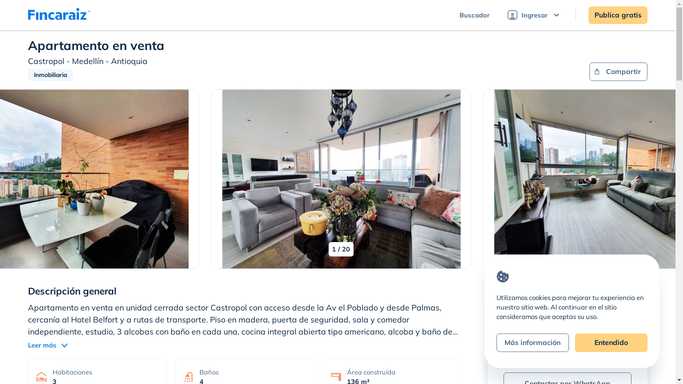 Fincaraiz
Buscador
Ingresar
Publica gratis
Apartamento en venta
Castropol - Medellín - Antioquia
Inmobiliaria
Compartir
1 / 20
Descripción general
Apartamento en venta en unidad cerrada sector Castropol con acceso desde la Av el Poblado y desde Palmas,
cercanía al Hotel Belfort y a rutas de transporte. Piso en madera, puerta de seguridad, sala y comedor
independiente, estudio, 3 alcobas con baño en cada una, cocina integral abierta tipo americano, alcoba y baño de...
Leer más
Habitaciones
3
Baños
4
Área construida
136 m²
Utilizamos cookies para mejorar tu experiencia en
nuestro sitio web. Al continuar en el sitio
consideramos que aceptas su uso.
Más información
Entendido
Contactar por WhatsApp